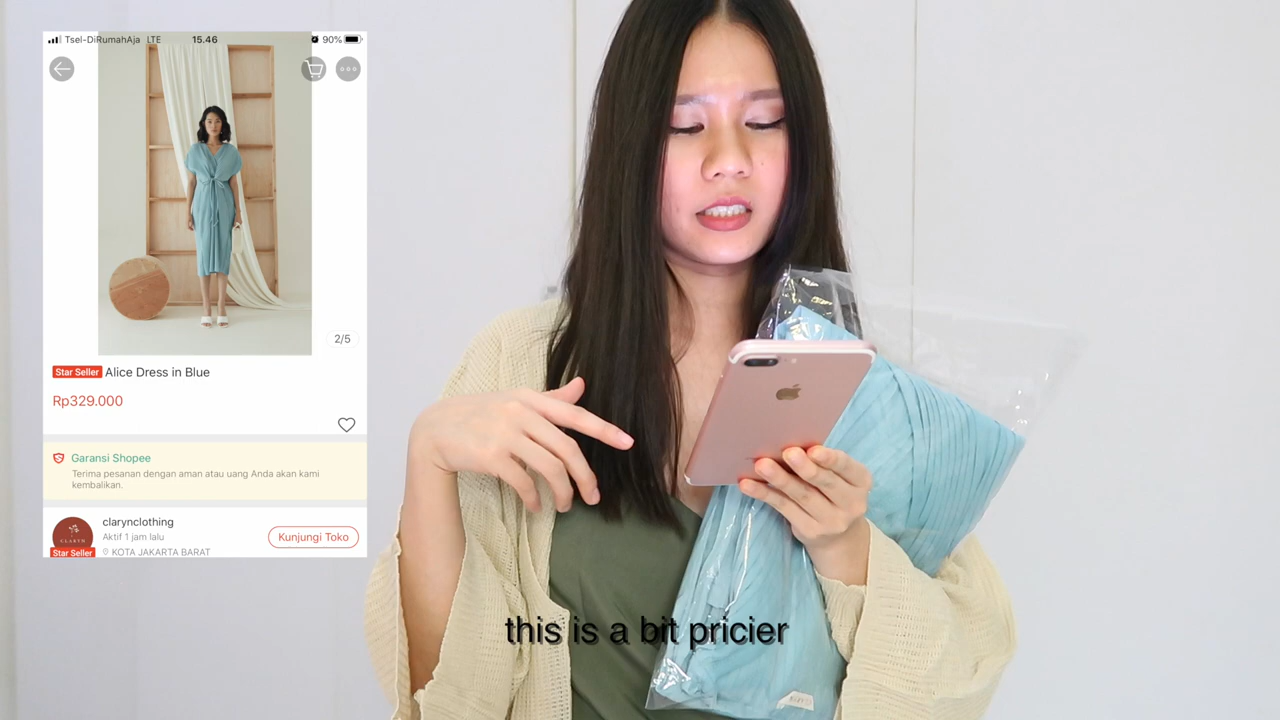 Tsel-DiRumahAja LTE 15.46 90%
2/5
Star Seller Alice Dress in Blue
Rp329.000
Garansi Shopee
Terima pesanan dengan aman atau uang Anda akan kami
kembalikan.
clarynclothing
Aktif 1 jam lalu
Kunjungi Toko
CLARYN
Star Seller
KOTA JAKARTA BARAT
this is a bit pricier